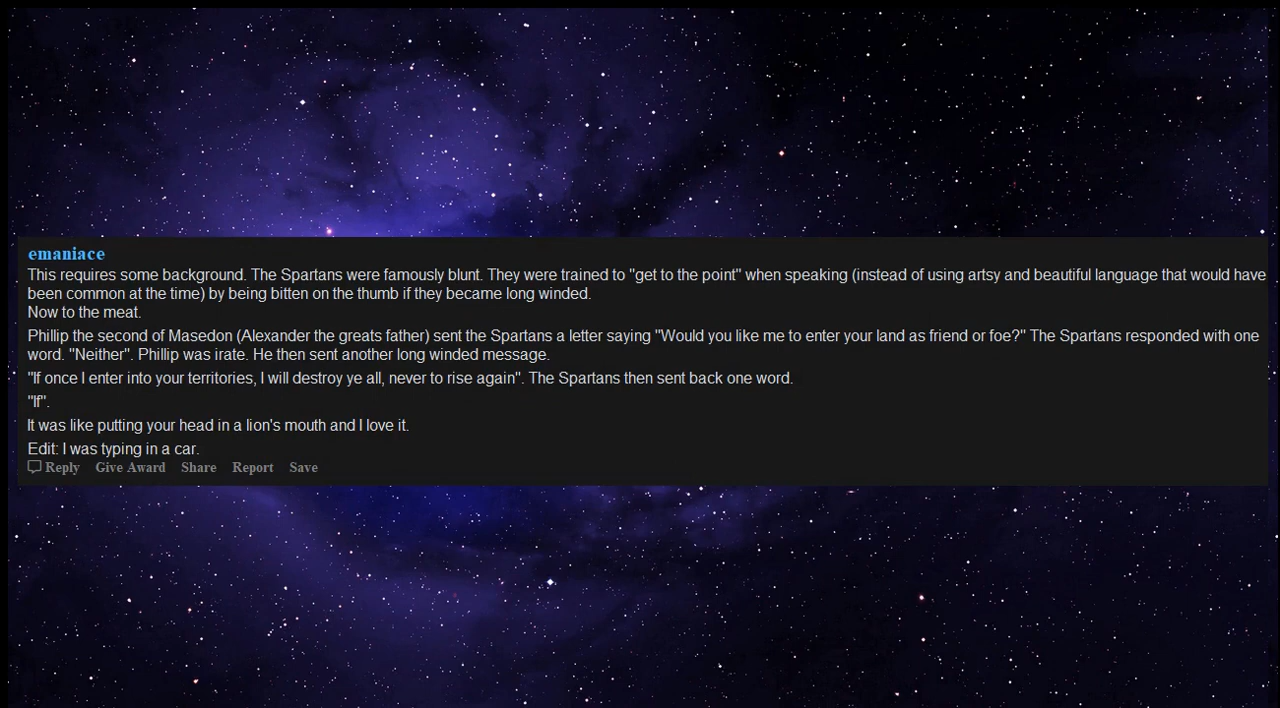 emaniace
This requires some background. The Spartans were famously blunt. They were trained to "get to the point" when speaking (instead of using artsy and beautiful language that would have
been common at the time) by being bitten on the thumb if they became long winded.
Now to the meat.
Phillip the second of Masedon (Alexander the greats father) sent the Spartans a letter saying "Would you like me to enter your land as friend or foe?" The Spartans responded with one
word. "Neither". Phillip was irate. He then sent another long winded message.
"If once I enter into your territories, I will destroy ye all, never to rise again". The Spartans then sent back one word.
"If".
It was like putting your head in a lion's mouth and I love it.
Edit: I was typing in a car.
Reply Give Award Share Report Save